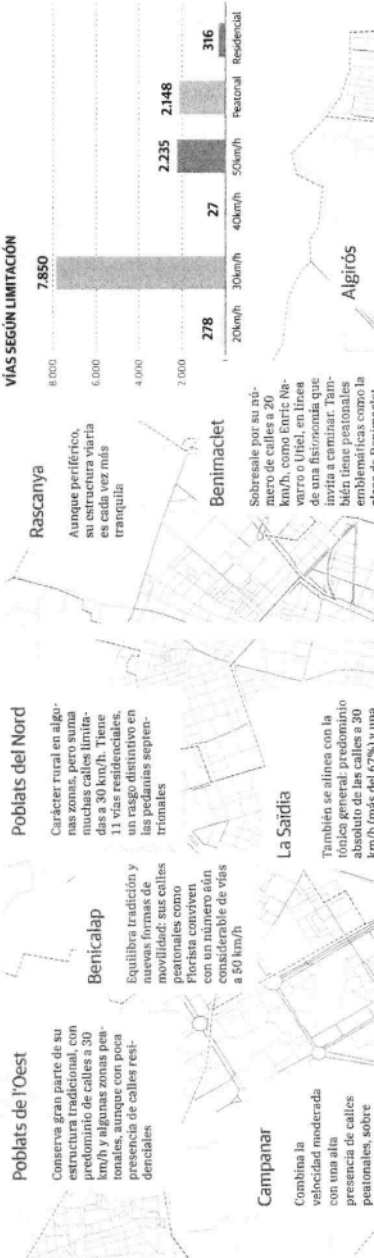 Poblats de l'Oest
Conserva gran parte de su
estructura tradicional, con
predominio de calles a 30
km/h y algunas zonas pea-
tonales, aunque con poca
presencia de calles resi-
denciales
Campanar
Combina la
velocidad moderada
con una alta
presencia de calles
peatonales, sobre
Benicalap
Equilibra tradición y
nuevas formas de
movilidad: sus calles
peatonales como
Florista conviven
con un número aún
considerable de vías
a 50 km/h
Poblats del Nord
Carácter rural en algu-
nas zonas, pero suma
muchas calles limita-
das a 30 km/h. Tiene
11 vías residenciales,
un rasgo distintivo en
las pedanías septen-
trionales
La Saïdia
También se alinea con la
tónica general: predominio
absoluto de las calles a 30
km/h (más del 67%) y una
Rascanya
Aunque periférico,
su estructura viaria
es cada vez más
tranquila
Benimaclet
Sobresale por su nú-
mero de calles a 20
km/h, como Enric Na-
varro o Utiel, en línea
de una fisionomía que
invita a caminar. Tam-
bién tiene peatonales
emblemáticas como la
plaza de Benimaclet
VÍAS SEGÚN LIMITACIÓN
8.000
6.000
4.000
2.000
278
7.850
27
2.235
2.148
316
20km/h
30km/h
40km/h
50km/h
Peatonal
Residencial
Algirós